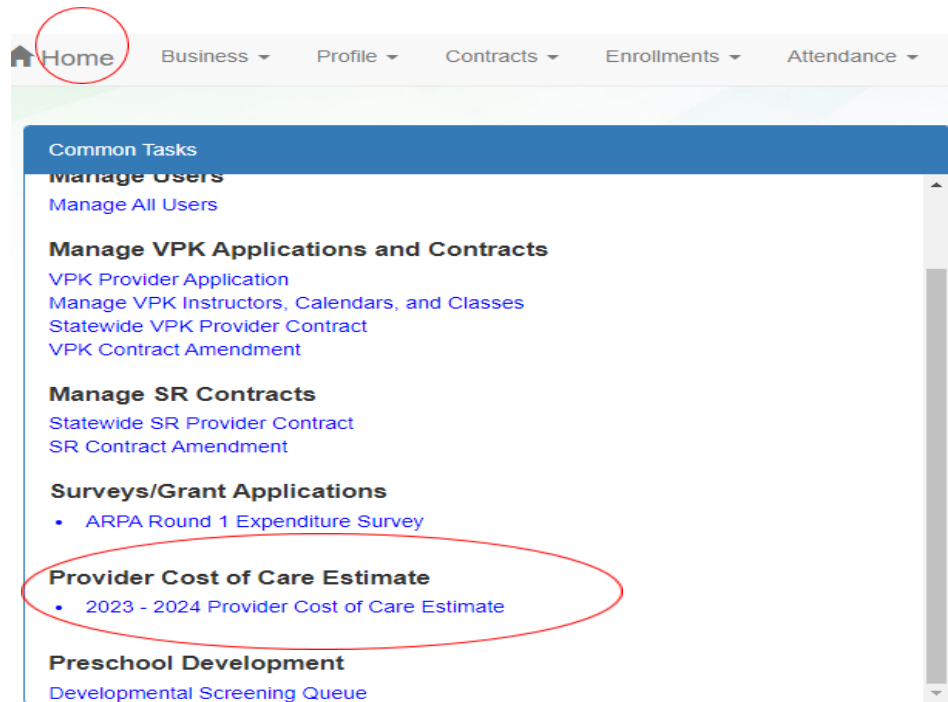 Home Business Profile Contracts Enrollments Attendance
Common Tasks
Manage Users
Manage All Users
Manage VPK Applications and Contracts
VPK Provider Application
Manage VPK Instructors, Calendars, and Classes
Statewide VPK Provider Contract
VPK Contract Amendment
Manage SR Contracts
Statewide SR Provider Contract
SR Contract Amendment
Surveys/Grant Applications
• ARPA Round 1 Expenditure Survey
Provider Cost of Care Estimate
• 2023 - 2024 Provider Cost of Care Estimate
Preschool Development
Developmental Screening Queue